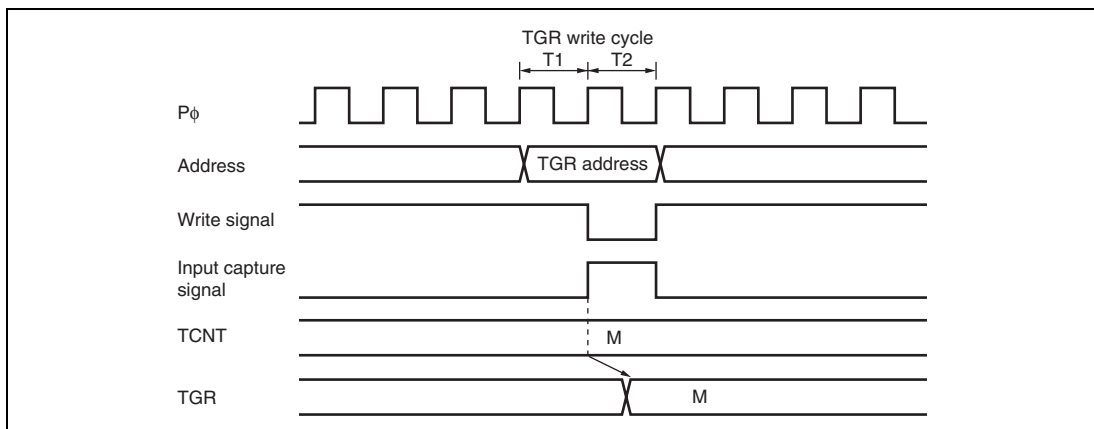 TGR write cycle
T1 T2
Pϕ
Address
TGR address
Write signal
Input capture
signal
TCNT
M
TGR
M